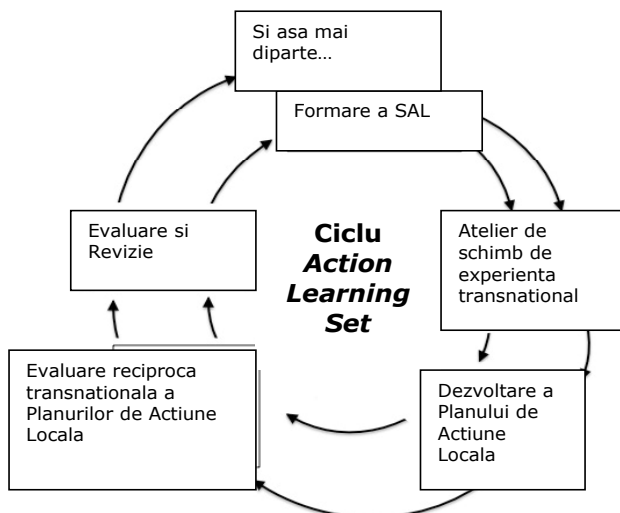 Si asa mai
diparte…
Formare a SAL
Evaluare si
Revizie
Ciclu
Action
Learning
Set
Atelier de
schimb de
experienta
transnational
Evaluare reciproca
transnationala a
Planurilor de Actiune
Locala
Dezvoltare a
Planului de
Actiune
Locala